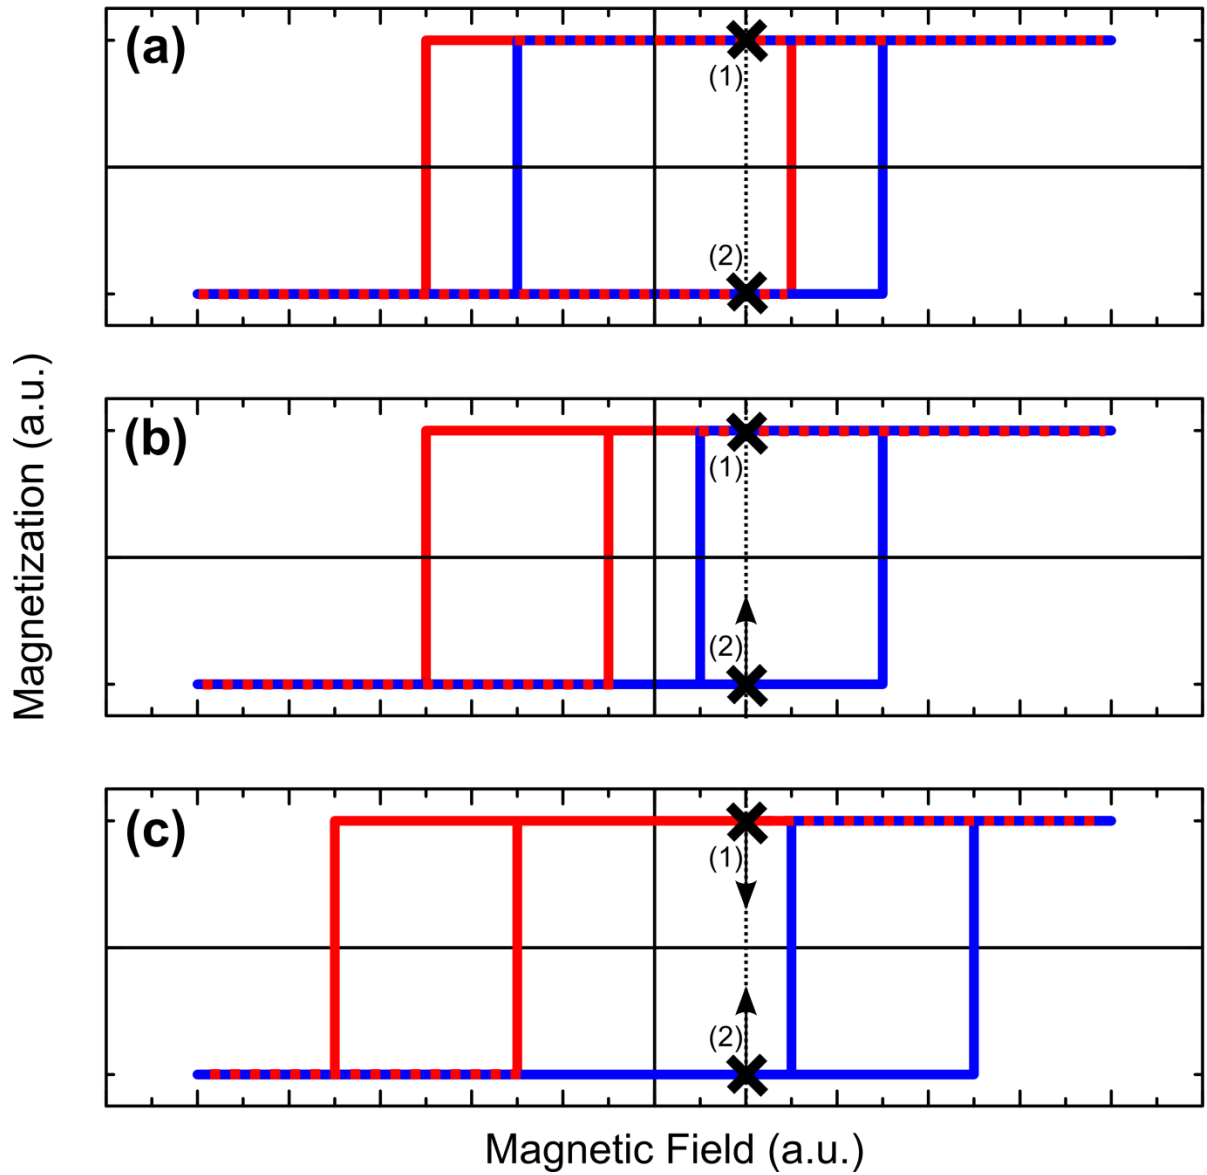 (a)
(1)
(2)
Magnetization (a.u.)
(b)
(1)
(2)
(c)
(1)
(2)
Magnetic Field (a.u.)